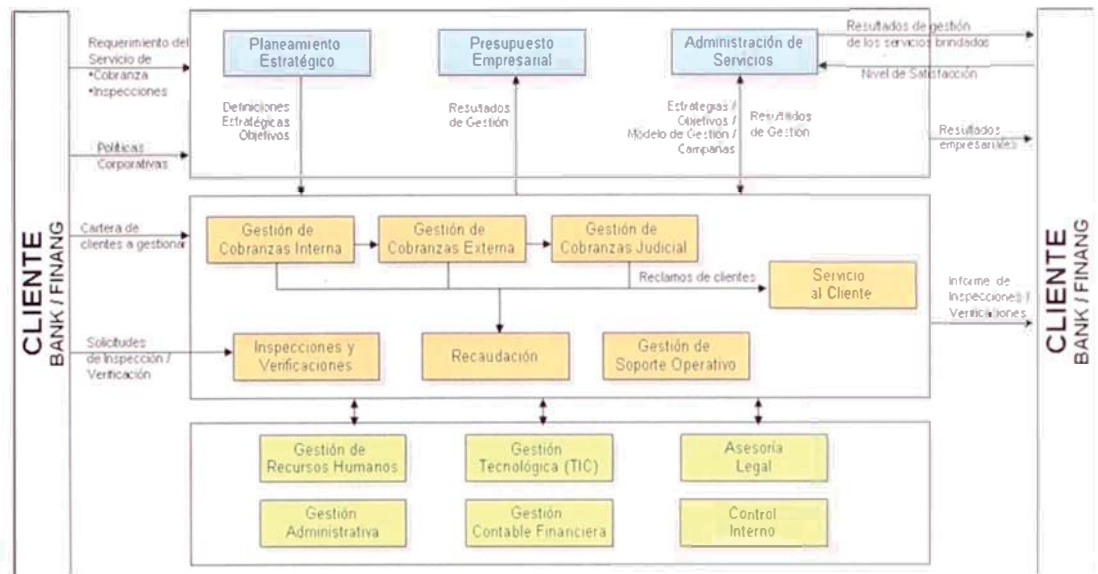 CLIENTE
BANK / FINANG
Requerimiento del
Servicio de
•Cobranza
•Inspecciones
Políticas
Corporativas
Cartera de
clientes a gestionar
Solicitudes
de Inspección /
Verificación
Planeamiento
Estratégico
Presupuesto
Empresarial
Administración de
Servicios
Definiciones
Estratégicas
Objetivos
Resultados
de Gestión
Estrategias /
Objetivos /
Modelo de Gestión /
Campañas
Resultados
de Gestión
Gestión de
Cobranzas Interna
Gestión de
Cobranzas Externa
Gestión de
Cobranzas Judicial
Reclamos de clientes
Servicio
al Cliente
Inspecciones y
Verificaciones
Recaudación
Gestión de
Soporte Operativo
Gestión de
Recursos Humanos
Gestión
Tecnológica (TIC)
Asesoría
Legal
Gestión
Administrativa
Gestión
Contable Financiera
Control
Interno
Resultados de gestión
de los servicios brindados
Nivel de Satisfacción
Resultados
empresariales
Informe de
Inspecciones /
Verificaciones
CLIENTE
BANK / FINANG